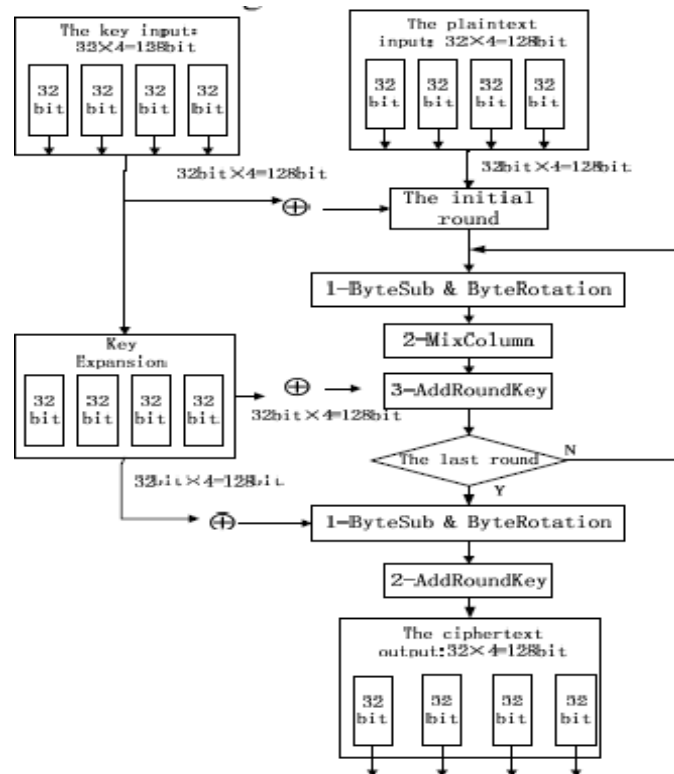 The key input:
32×4=128bit
32
bit
32
bit
32
bit
32
bit
The plaintext
input: 32×4=128bit
32
bit
32
bit
32
bit
32
bit
32bit×4=128bit
32bit×4=128bit
The initial
round
1-ByteSub & ByteRotation
2-MixColumn
Key
Expansion
32
bit
32
bit
32
bit
32
bit
32bit×4=128bit
3-AddRoundKey
The last round
N
Y
32bit×4=128bit
1-ByteSub & ByteRotation
2-AddRoundKey
The ciphertext
output:32×4=128bit
32
bit
32
bit
32
bit
32
bit